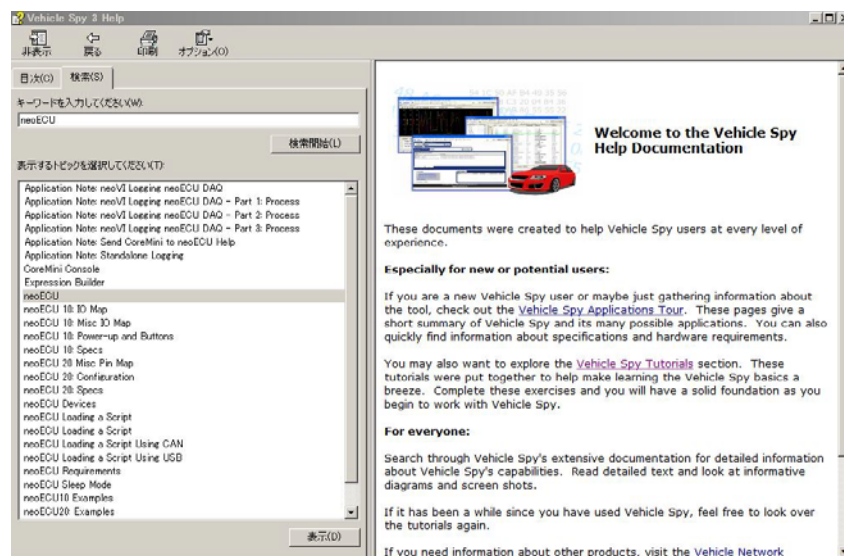 Vehicle Spy 3 Help
非表示
戻る
印刷
オプション(O)
目次(C)
検索(S)
キーワードを入力してください(W):
neoECU
検索開始(L)
表示するトピックを選択してください(T):
Application Note: neoVI Logging neoECU DAQ
Application Note: neoVI Logging neoECU DAQ - Part 1: Process
Application Note: neoVI Logging neoECU DAQ - Part 2: Process
Application Note: neoVI Logging neoECU DAQ - Part 3: Process
Application Note: Send CoreMini to neoECU Help
Application Note: Standalone Logging
CoreMini Console
Expression Builder
neoECU
neoECU 10: IO Map
neoECU 10: Misc IO Map
neoECU 10: Power-up and Buttons
neoECU 10: Specs
neoECU 20 Misc Pin Map
neoECU 20: Configuration
neoECU 20: Specs
neoECU Devices
neoECU Loading a Script
neoECU Loading a Script
neoECU Loading a Script Using CAN
neoECU Loading a Script Using USB
neoECU Requirements
neoECU Sleep Mode
neoECU10 Examples
neoECU20: Examples
表示(D)
Welcome to the Vehicle Spy
Help Documentation
These documents were created to help Vehicle Spy users at every level of
experience.
Especially for new or potential users:
If you are a new Vehicle Spy user or maybe just gathering information about
the tool, check out the Vehicle Spy Applications Tour. These pages give a
short summary of Vehicle Spy and its many possible applications. You can also
quickly find information about specifications and hardware requirements.
You may also want to explore the Vehicle Spy Tutorials section. These
tutorials were put together to help make learning the Vehicle Spy basics a
breeze. Complete these exercises and you will have a solid foundation as you
begin to work with Vehicle Spy.
For everyone:
Search through Vehicle Spy's extensive documentation for detailed information
about Vehicle Spy's capabilities. Read detailed text and look at informative
diagrams and screen shots.
If it has been a while since you have used Vehicle Spy, feel free to look over
the tutorials again.
If you need information about other products, visit the Vehicle Network